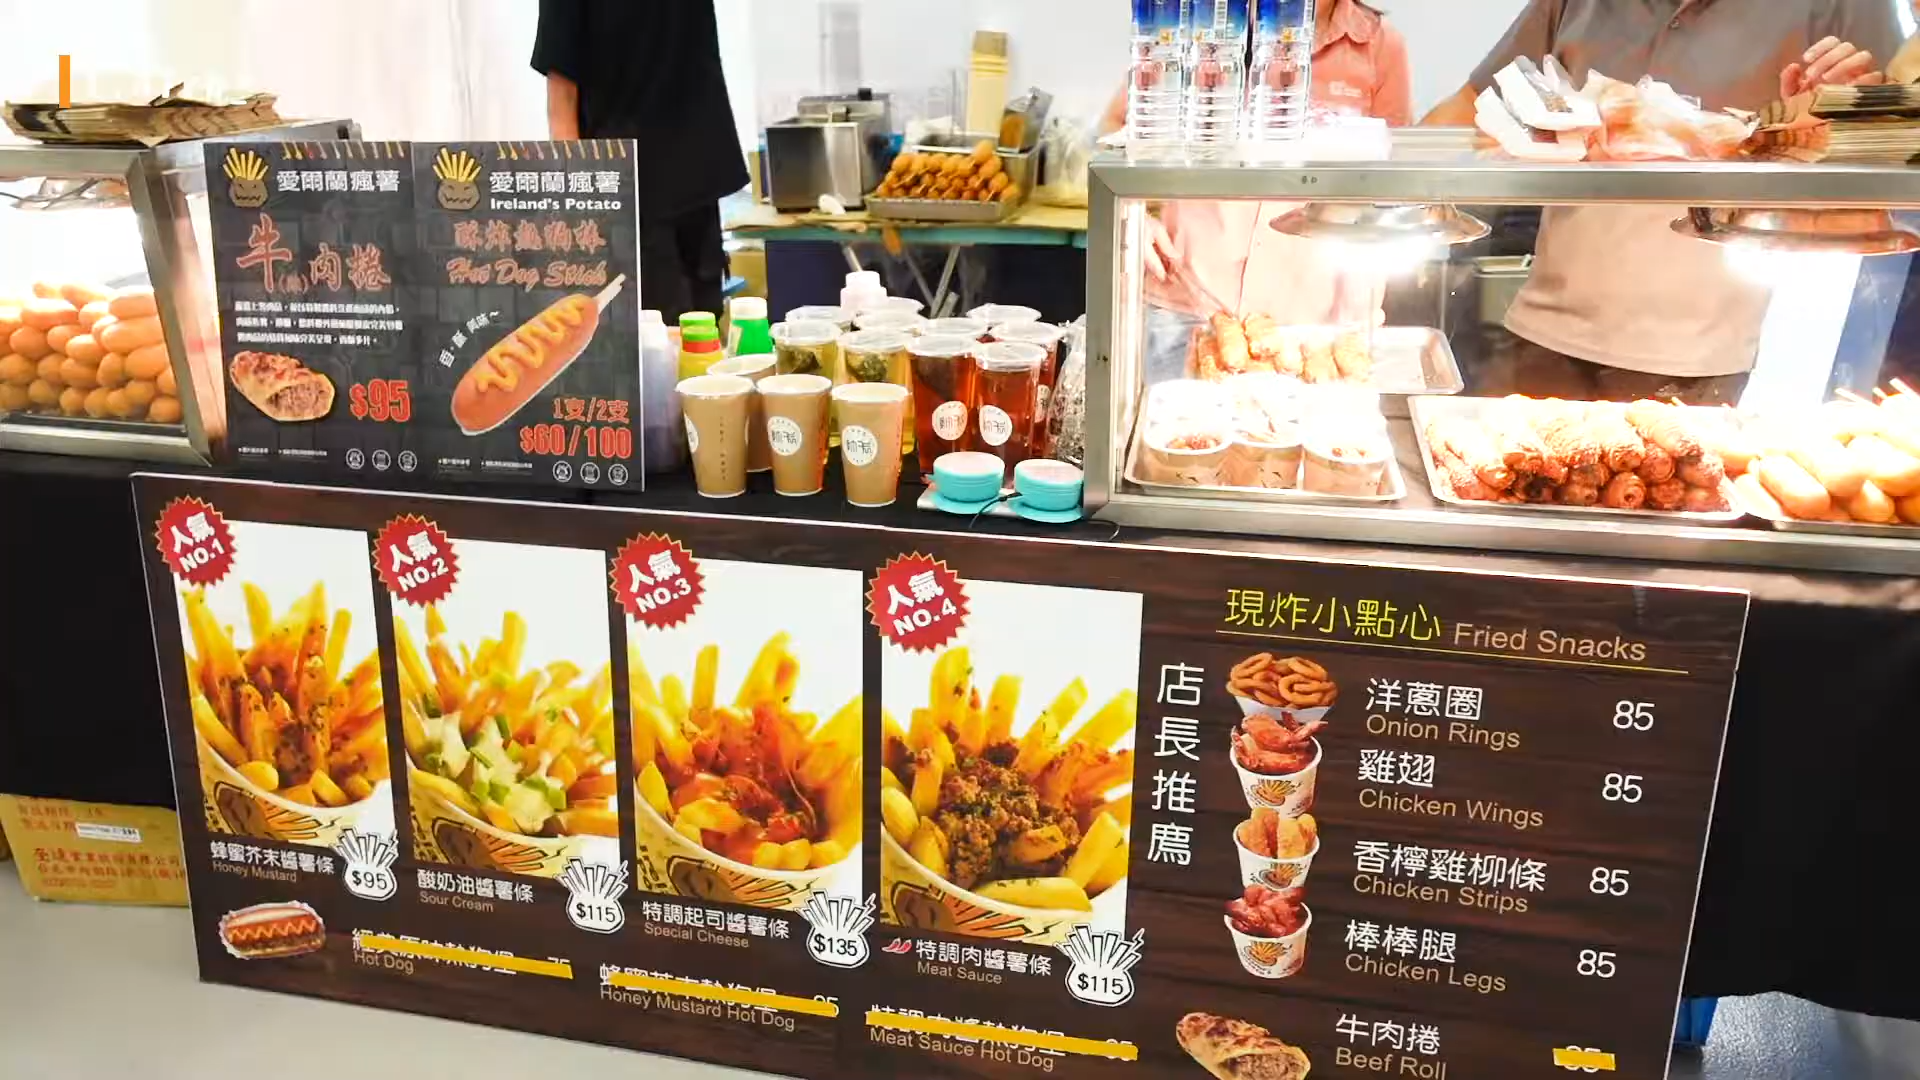 愛爾蘭瘋薯
牛肉捲
$95
愛爾蘭瘋薯
Ireland's Potato
酥炸熱狗棒
Hot Dog Stick
1支/2支
$60/100
人氣
NO.1
人氣
NO.2
人氣
NO.3
人氣
NO.4
蜂蜜芥末醬薯條
Honey Mustard
$95
酸奶油醬薯條
Sour Cream
$115
特調起司醬薯條
Special Cheese
$135
特調肉醬薯條
Meat Sauce
$115
Hot Dog
Honey Mustard Hot Dog
Meat Sauce Hot Dog
店長推薦
現炸小點心 Fried Snacks
洋蔥圈 85
Onion Rings
雞翅 85
Chicken Wings
香檸雞柳條 85
Chicken Strips
棒棒腿 85
Chicken Legs
牛肉捲
Beef Roll